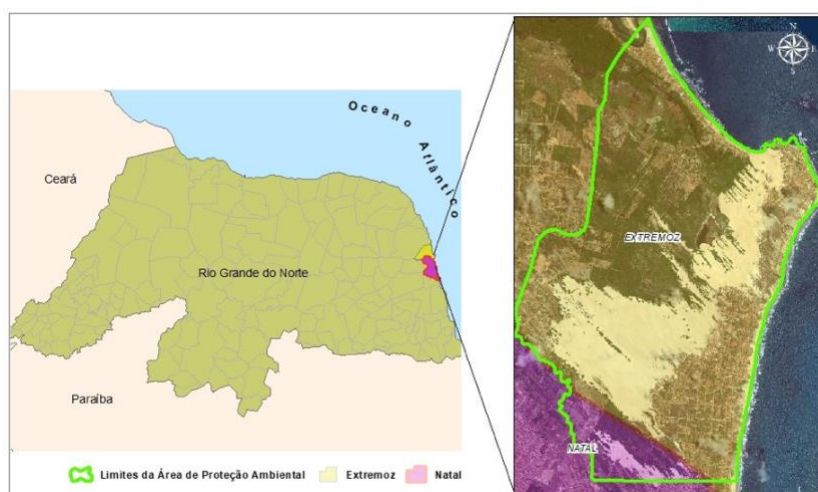 Oceano Atlântico
Ceará
Rio Grande do Norte
Paraíba
Limites da Área de Proteção Ambiental
Extremoz
Natal
N
W
E
S
EXTREMOZ
NATAL